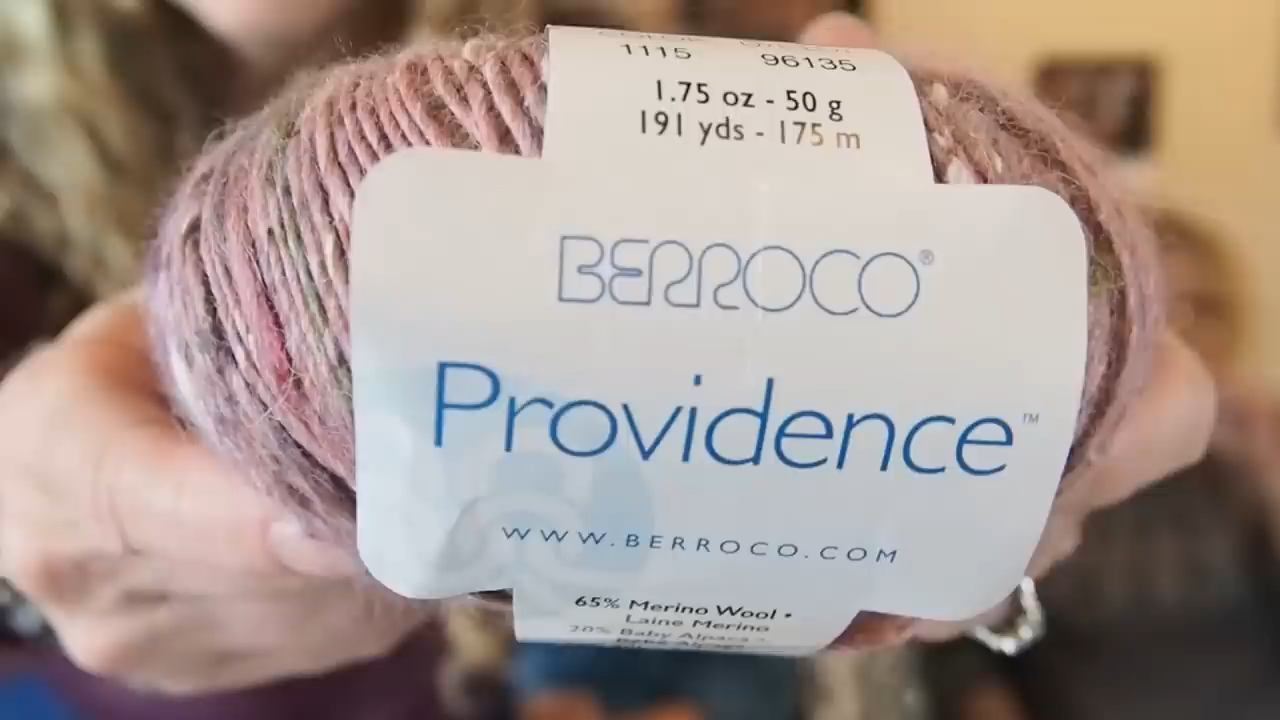 1115 96135
1.75 oz - 50 g
191 yds - 175 m
BERROCO®
Providence™
WWW.BERROCO.COM
65% Merino Wool •
Laine Merino
20% Baby Alpaca -